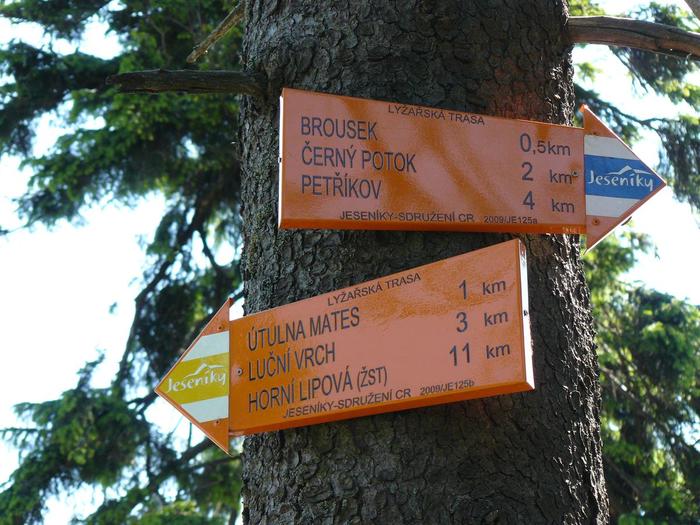 LYŽAŘSKÁ TRASA
BROUSEK 0,5km
ČERNÝ POTOK 2 km
PETŘÍKOV 4 km
JESENÍKY-SDRUŽENÍ CR 2009/JE125a
Jeseníky
LYŽAŘSKÁ TRASA
ÚTULNA MATES 1 km
LUČNÍ VRCH 3 km
HORNÍ LIPOVÁ (ŽST) 11 km
JESENÍKY-SDRUŽENÍ CR 2009/JE125b
Jeseníky